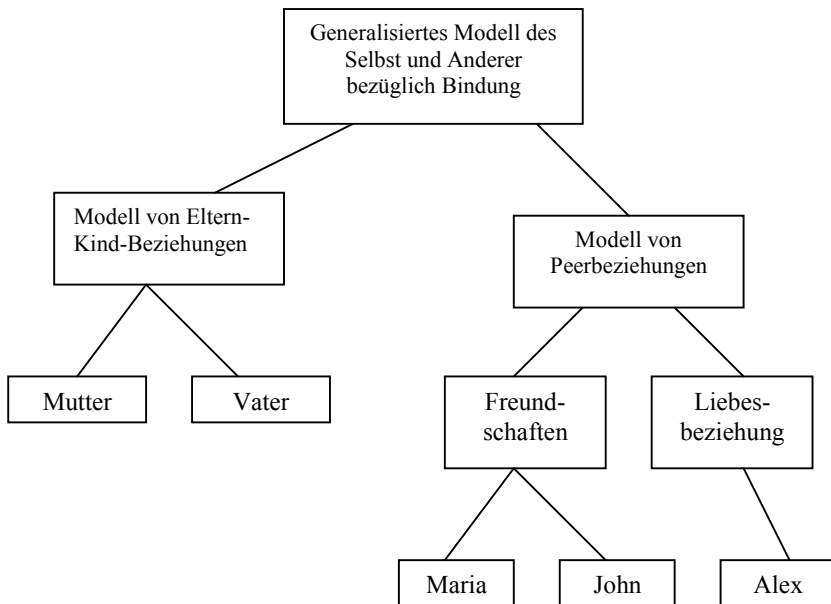 Generalisiertes Modell des
Selbst und Anderer
bezüglich Bindung
Modell von Eltern-
Kind-Beziehungen
Modell von
Peerbeziehungen
Mutter
Vater
Freund-
schaften
Liebes-
beziehung
Maria
John
Alex